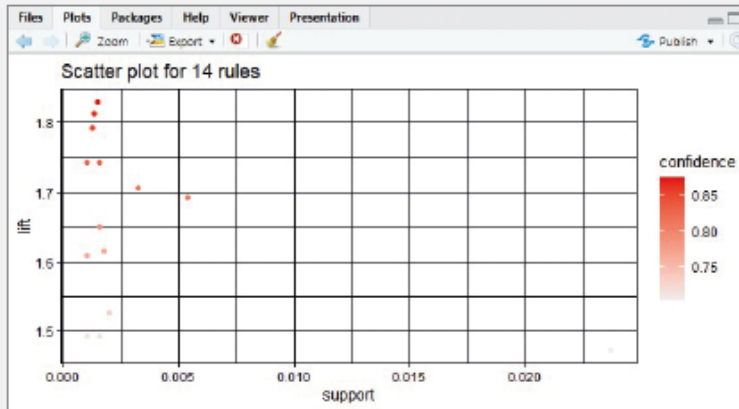 Files Plots Packages Help Viewer Presentation
Zoom Export Publish
Scatter plot for 14 rules
1.8
1.7
1.6
1.5
lift
0.000 0.005 0.010 0.015 0.020
support
confidence
0.85
0.80
0.75